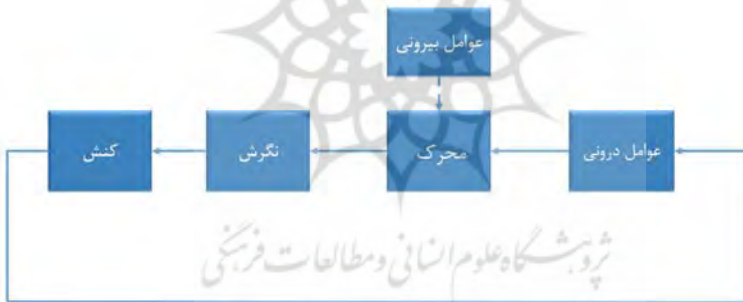 عوامل بیرونی
عوامل درونی
محرک
نگرش
کنش
پژوهشگاه علوم انسانی و مطالعات فرهنگی